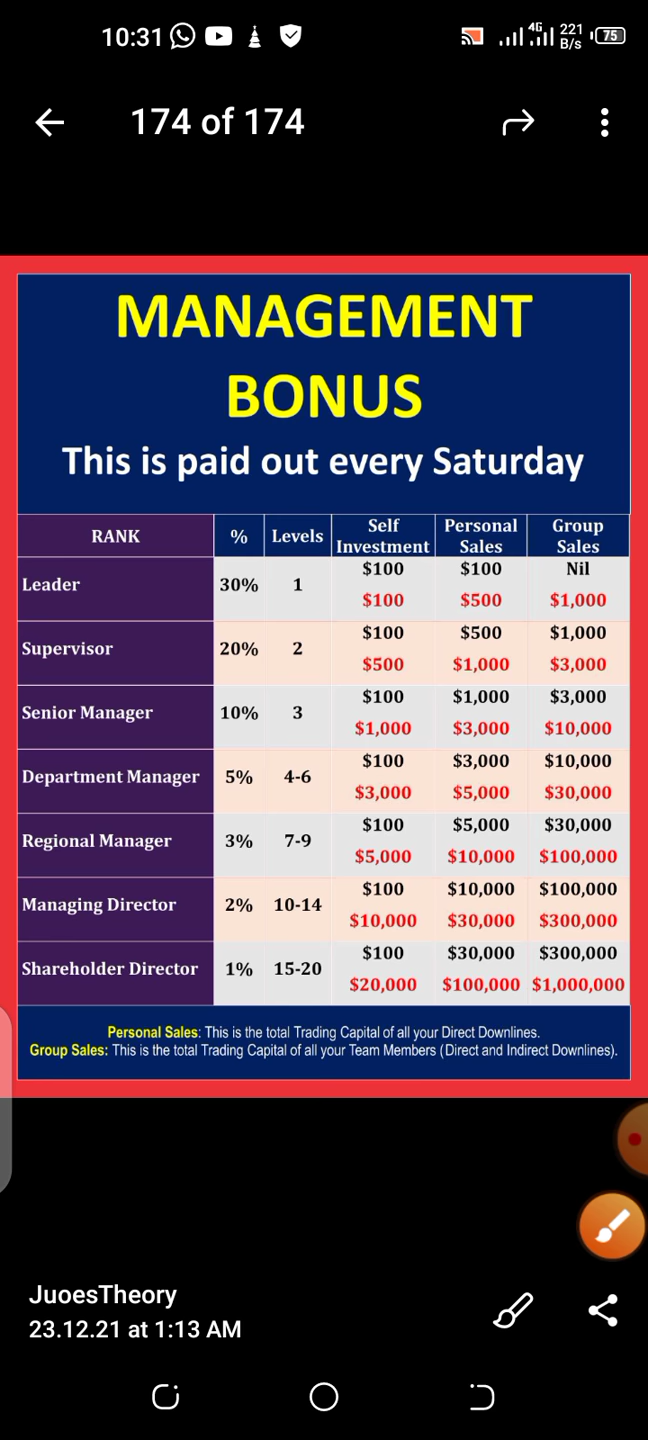 10:31 4G 221 B/s 75
174 of 174
MANAGEMENT
BONUS
This is paid out every Saturday
RANK % Levels Self Investment Personal Sales Group Sales
Leader 30% 1 $100 $100 Nil
$100 $500 $1,000
Supervisor 20% 2 $100 $500 $1,000
$500 $1,000 $3,000
Senior Manager 10% 3 $100 $1,000 $3,000
$1,000 $3,000 $10,000
Department Manager 5% 4-6 $100 $3,000 $10,000
$3,000 $5,000 $30,000
Regional Manager 3% 7-9 $100 $5,000 $30,000
$5,000 $10,000 $100,000
Managing Director 2% 10-14 $100 $10,000 $100,000
$10,000 $30,000 $300,000
Shareholder Director 1% 15-20 $100 $30,000 $300,000
$20,000 $100,000 $1,000,000
Personal Sales: This is the total Trading Capital of all your Direct Downlines.
Group Sales: This is the total Trading Capital of all your Team Members (Direct and Indirect Downlines).
JuoesTheory
23.12.21 at 1:13 AM